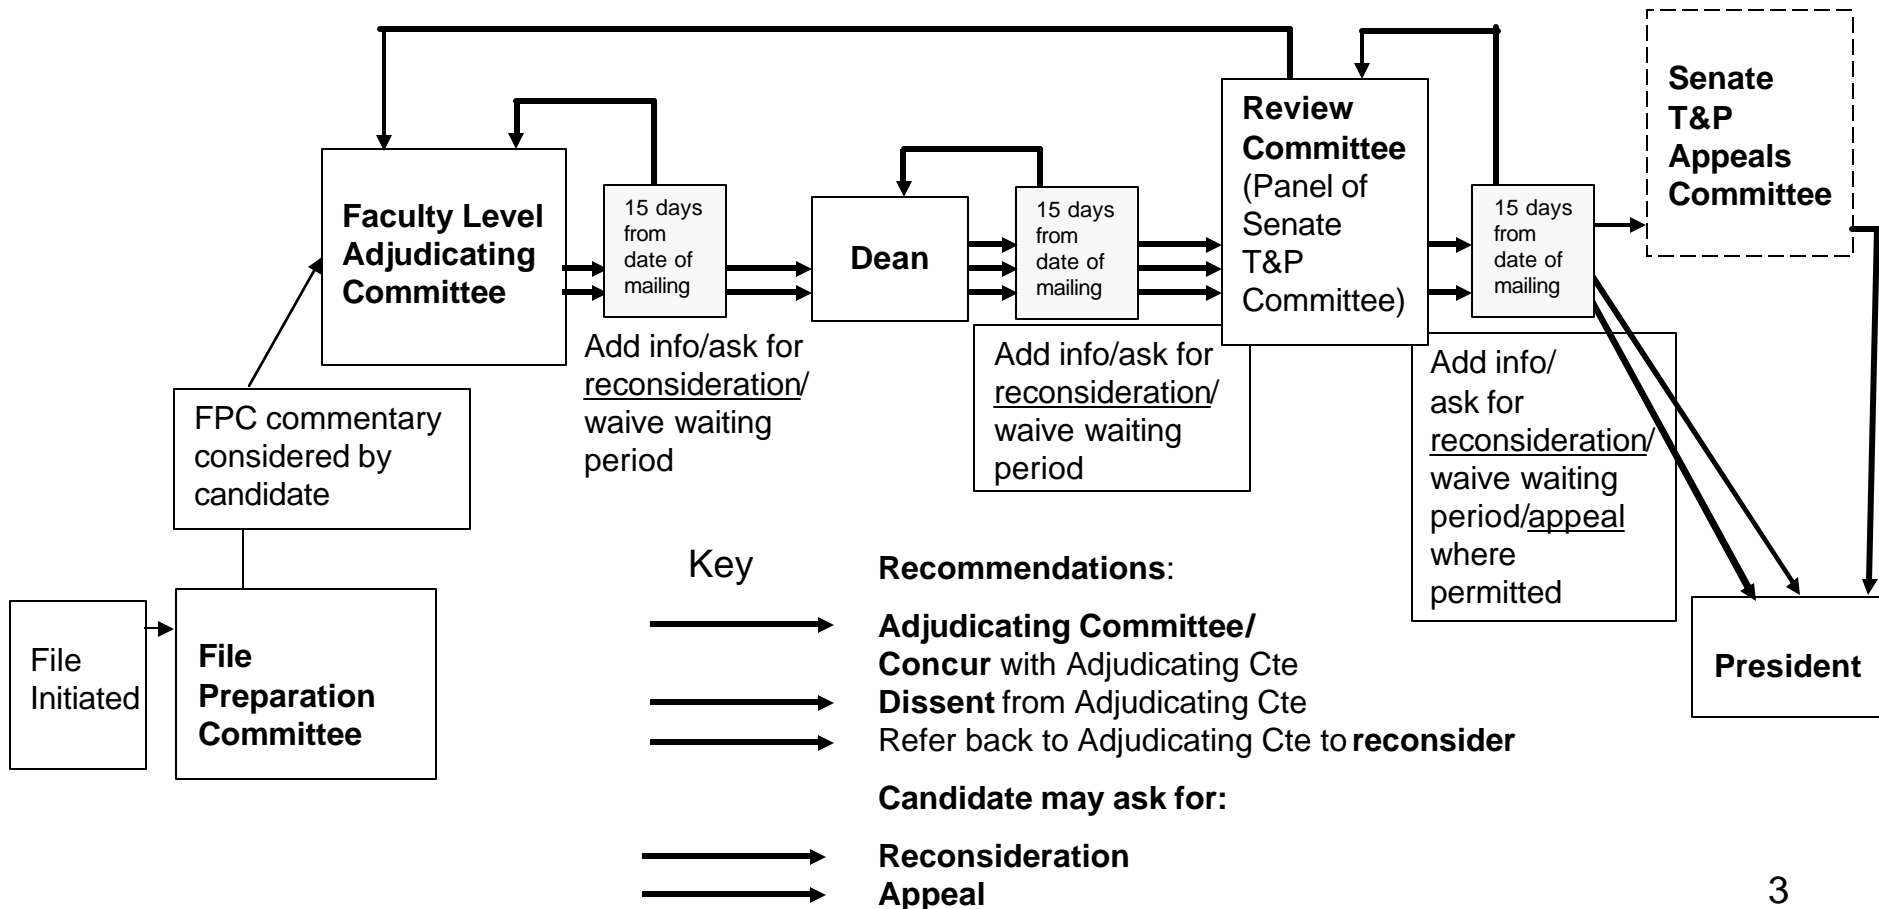 Senate
T&P
Appeals
Committee
Review
Committee
(Panel of
Senate
T&P
Committee)
Faculty Level
Adjudicating
Committee
15 days
from
date of
mailing
Dean
15 days
from
date of
mailing
15 days
from
date of
mailing
Add info/ask for
reconsideration/
waive waiting
period
Add info/ask for
reconsideration/
waive waiting
period
Add info/
ask for
reconsideration/
waive waiting
period/appeal
where
permitted
FPC commentary
considered by
candidate
File
Initiated
File
Preparation
Committee
President
Key
Recommendations:
Adjudicating Committee/
Concur with Adjudicating Cte
Dissent from Adjudicating Cte
Refer back to Adjudicating Cte to reconsider
Candidate may ask for:
Reconsideration
Appeal
3